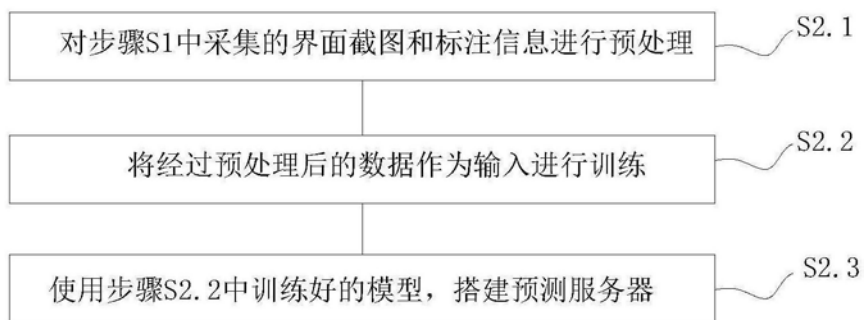 对步骤S1中采集的界面截图和标注信息进行预处理
S2.1
将经过预处理后的数据作为输入进行训练
S2.2
使用步骤S2.2中训练好的模型，搭建预测服务器
S2.3